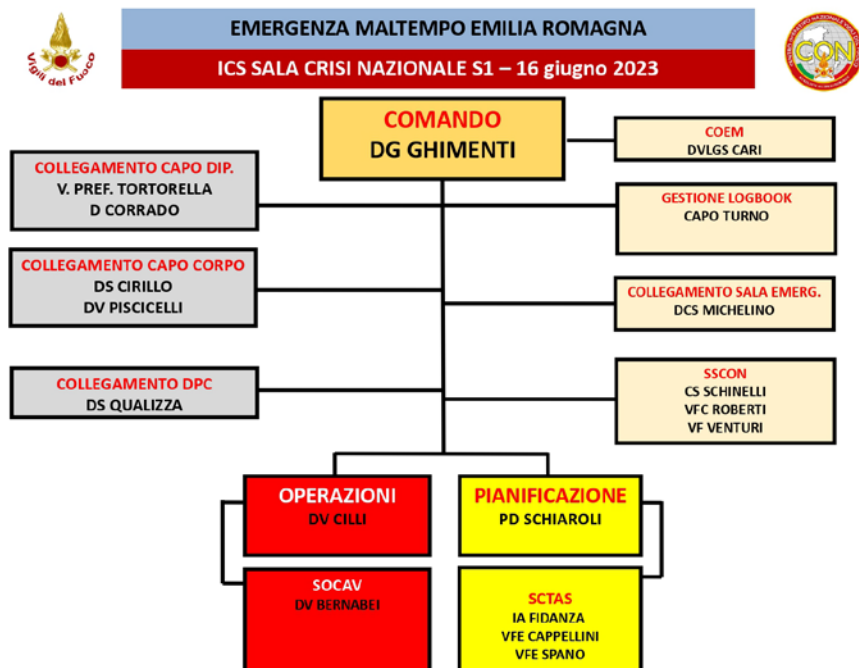 EMERGENZA MALTEMPO EMILIA ROMAGNA
ICS SALA CRISI NAZIONALE S1 – 16 giugno 2023
Vigili del Fuoco
CON
COMANDO
DG GHIMENTI
COEM
DVLGS CARI
COLLEGAMENTO CAPO DIP.
V. PREF. TORTORELLA
D CORRADO
GESTIONE LOGBOOK
CAPO TURNO
COLLEGAMENTO CAPO CORPO
DS CIRILLO
DV PISCICELLI
COLLEGAMENTO SALA EMERG.
DCS MICHELINO
COLLEGAMENTO DPC
DS QUALIZZA
SSCON
CS SCHINELLI
VFC ROBERTI
VF VENTURI
OPERAZIONI
DV CILLI
PIANIFICAZIONE
PD SCHIAROLI
SOCAV
DV BERNABEI
SCTAS
IA FIDANZA
VFE CAPPELLINI
VFE SPANO